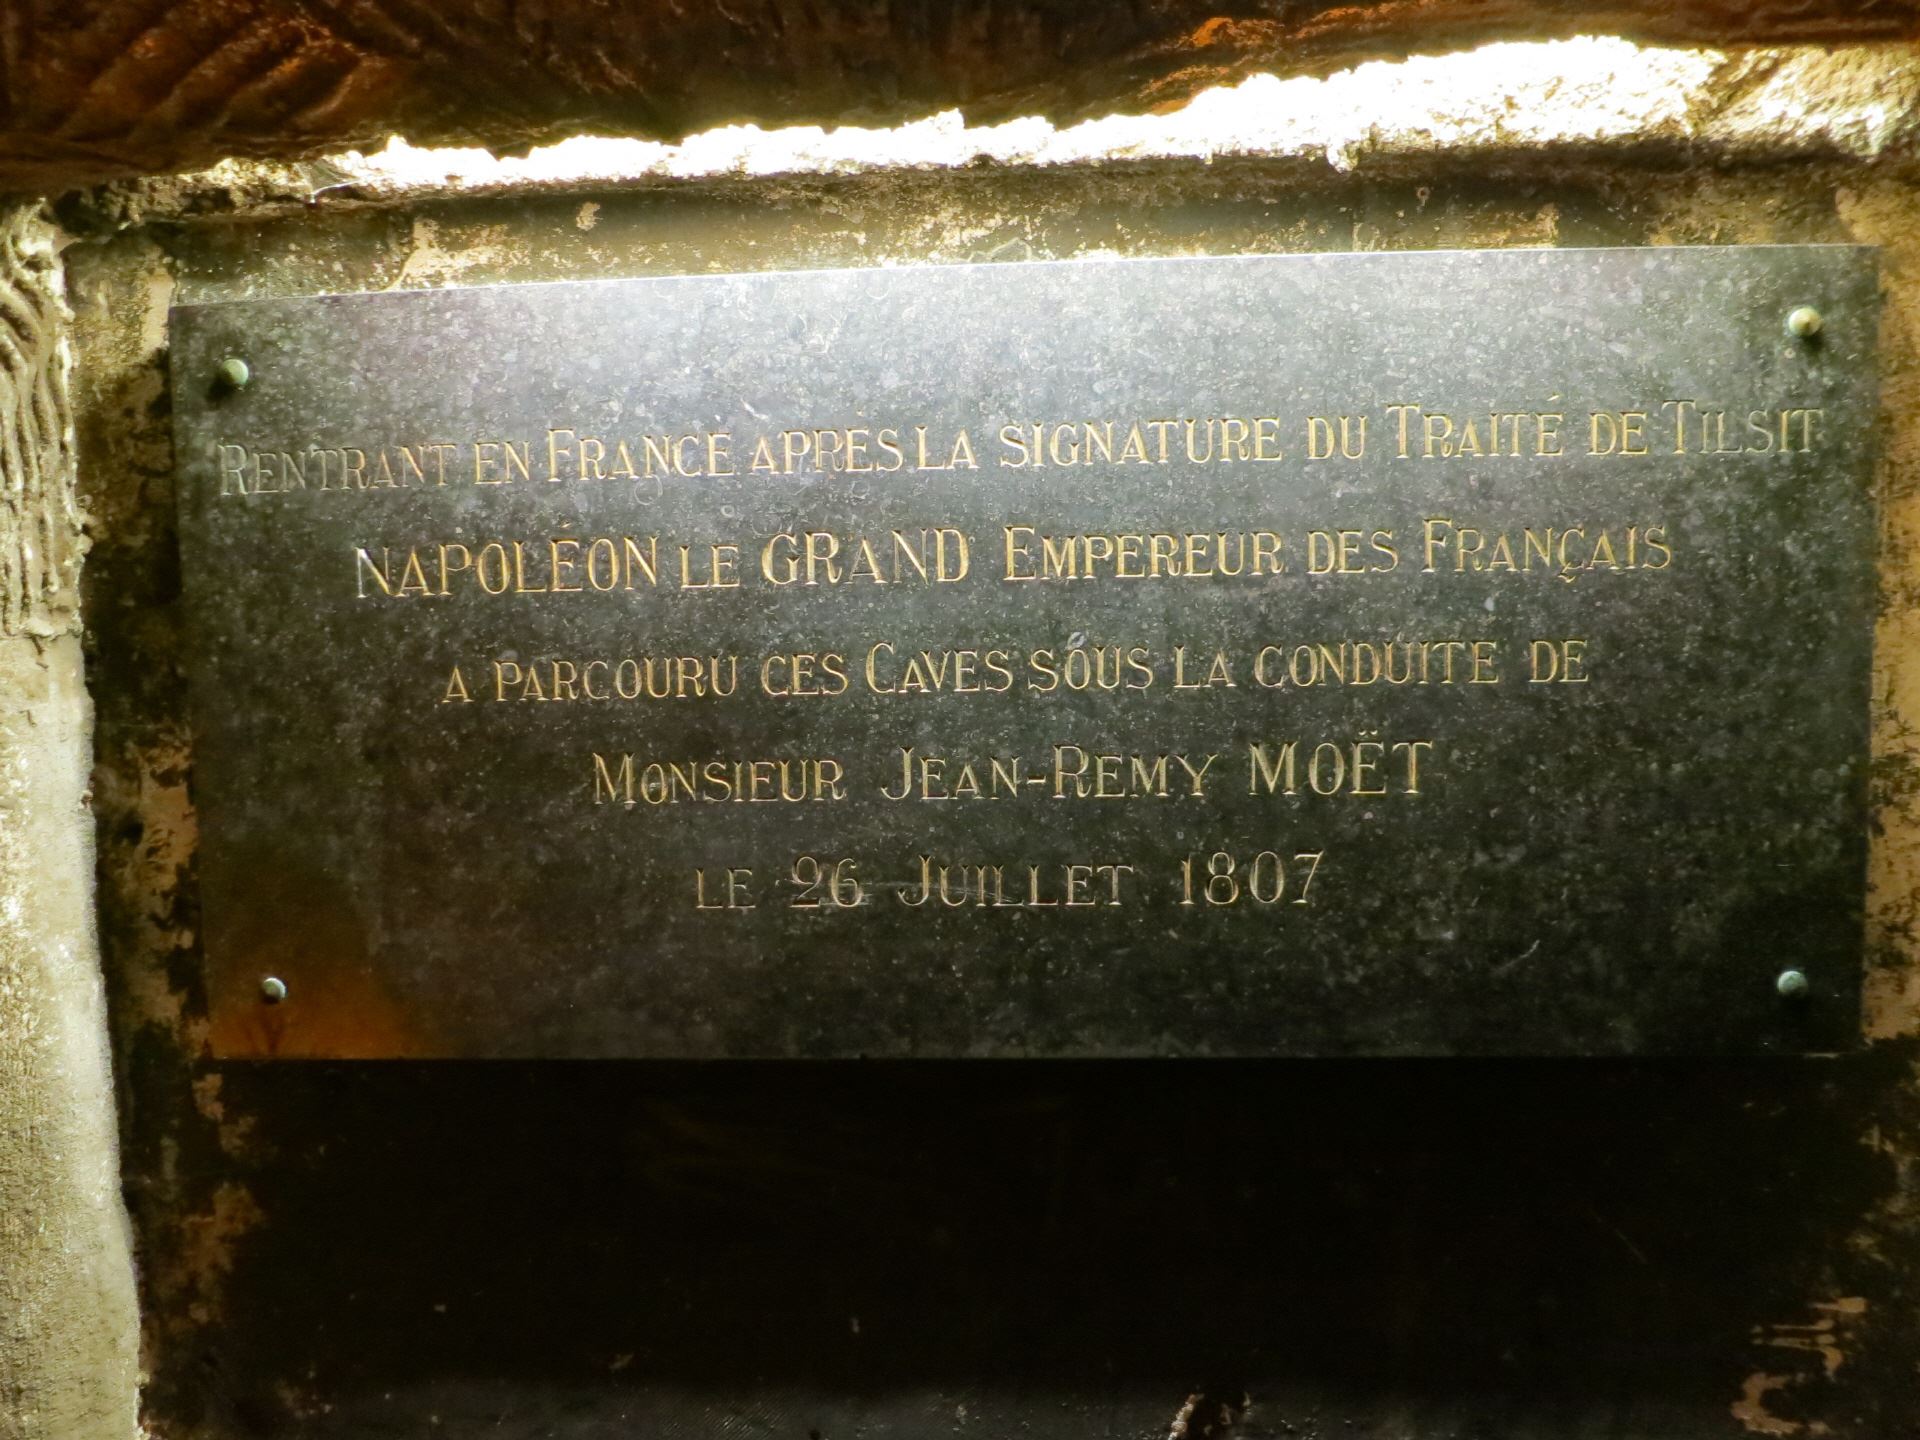 RENTRANT EN FRANCE APRÈS LA SIGNATURE DU TRAITÉ DE TILSIT
NAPOLÉON LE GRAND EMPEREUR DES FRANÇAIS
A PARCOURU CES CAVES SOUS LA CONDUITE DE
MONSIEUR JEAN-REMY MOËT
LE 26 JUILLET 1807